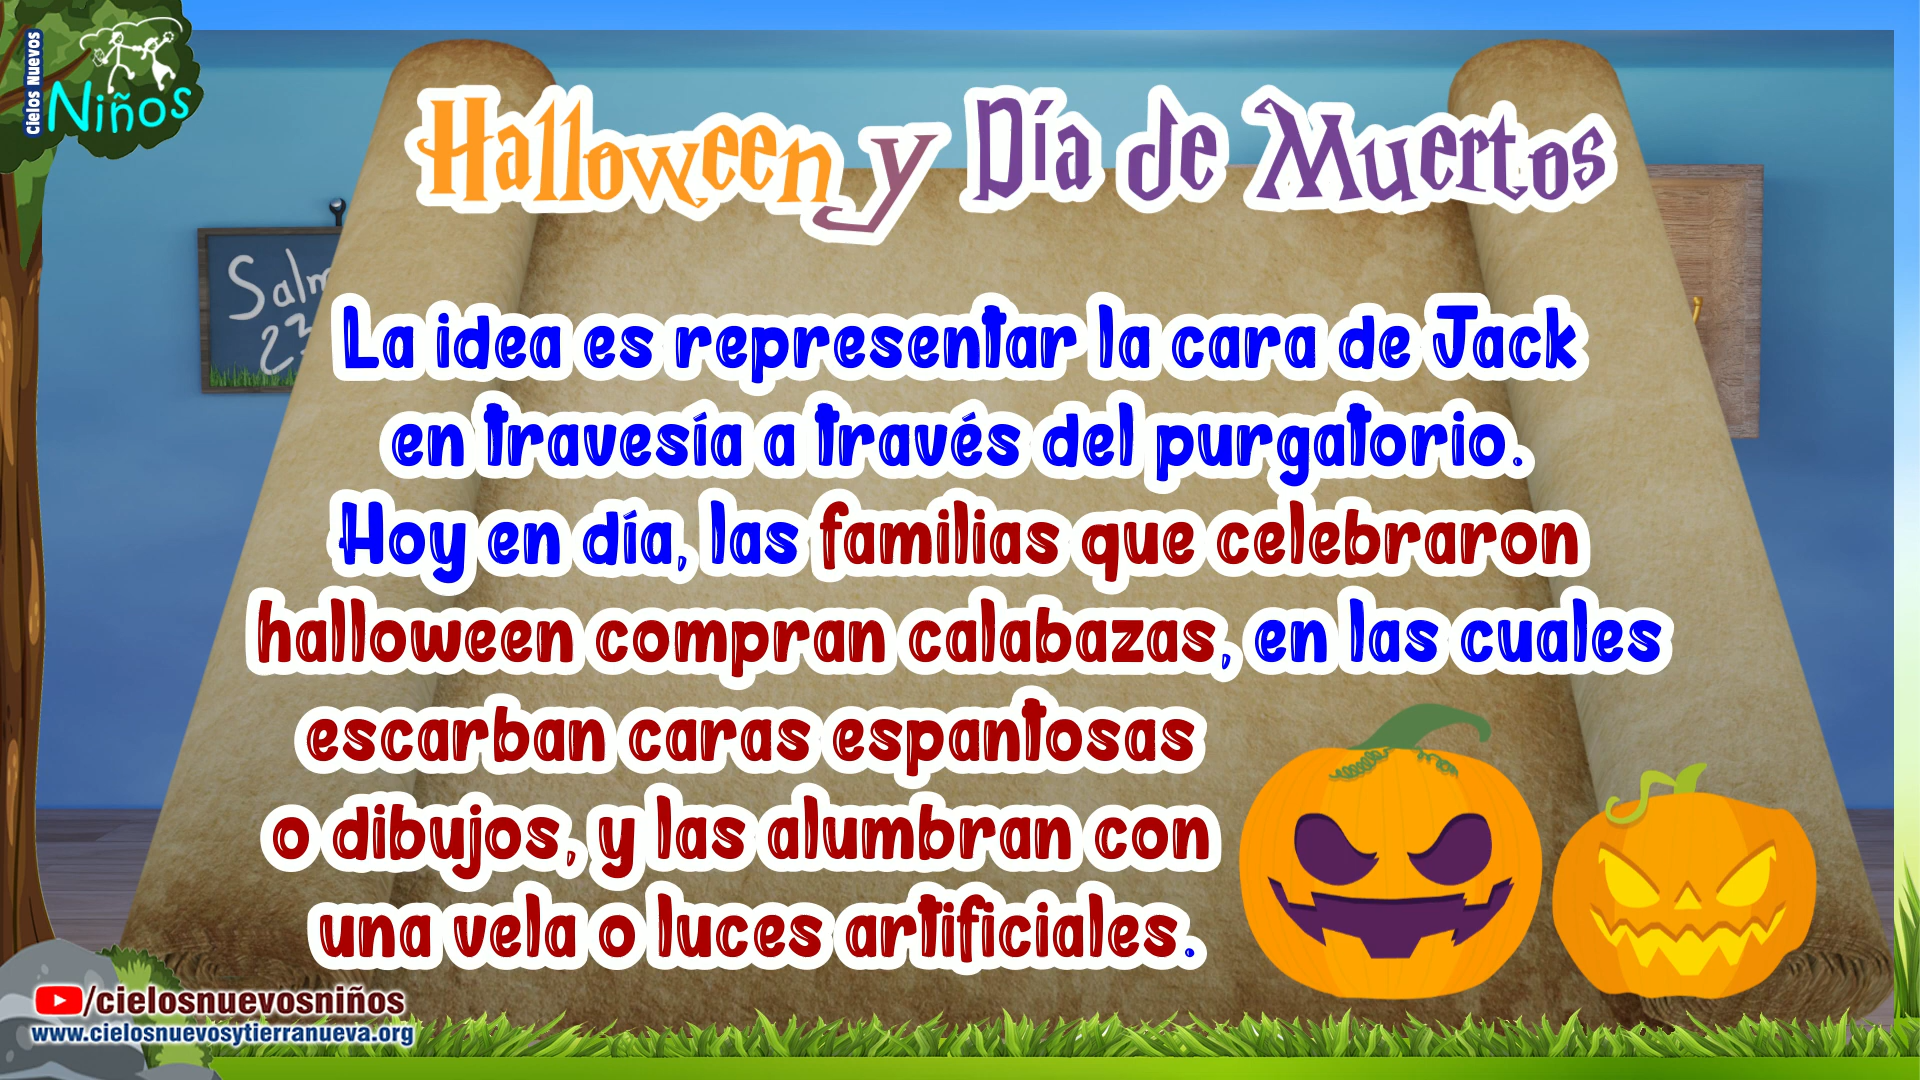 Cielos Nuevos
Niños
Halloween y Día de Muertos
Salm
23
La idea es representar la cara de Jack
en travesía a través del purgatorio.
Hoy en día, las familias que celebraron
halloween compran calabazas, en las cuales
escarban caras espantosas
o dibujos, y las alumbran con
una vela o luces artificiales.
/cielosnuevosniños
www.cielosnuevosytierranueva.org